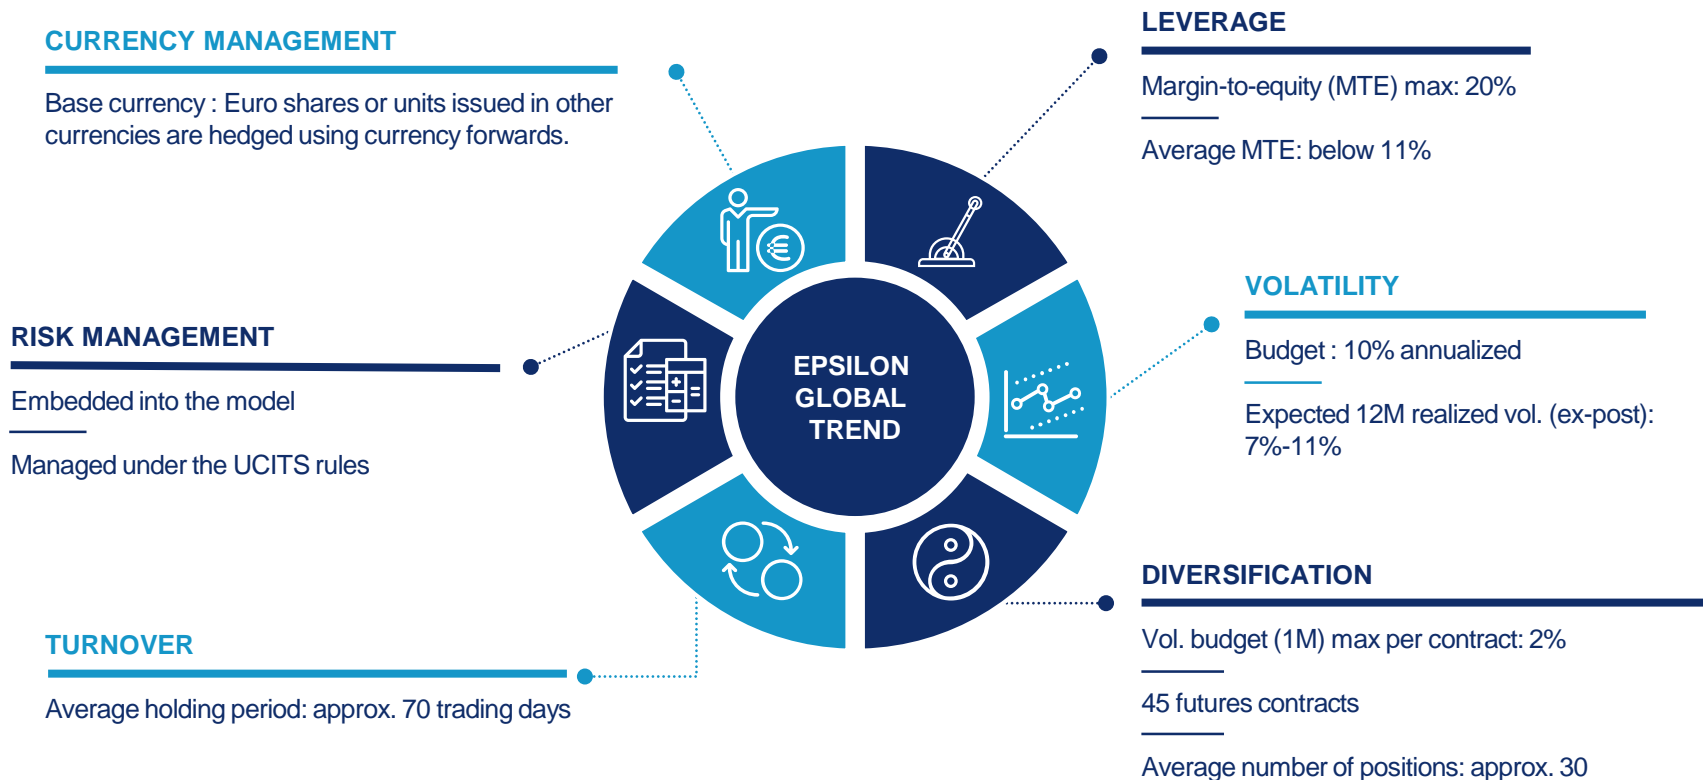 CURRENCY MANAGEMENT
Base currency : Euro shares or units issued in other
currencies are hedged using currency forwards.
LEVERAGE
Margin-to-equity (MTE) max: 20%
Average MTE: below 11%
RISK MANAGEMENT
Embedded into the model
Managed under the UCITS rules
EPSILON
GLOBAL
TREND
VOLATILITY
Budget : 10% annualized
Expected 12M realized vol. (ex-post):
7%-11%
TURNOVER
Average holding period: approx. 70 trading days
DIVERSIFICATION
Vol. budget (1M) max per contract: 2%
45 futures contracts
Average number of positions: approx. 30